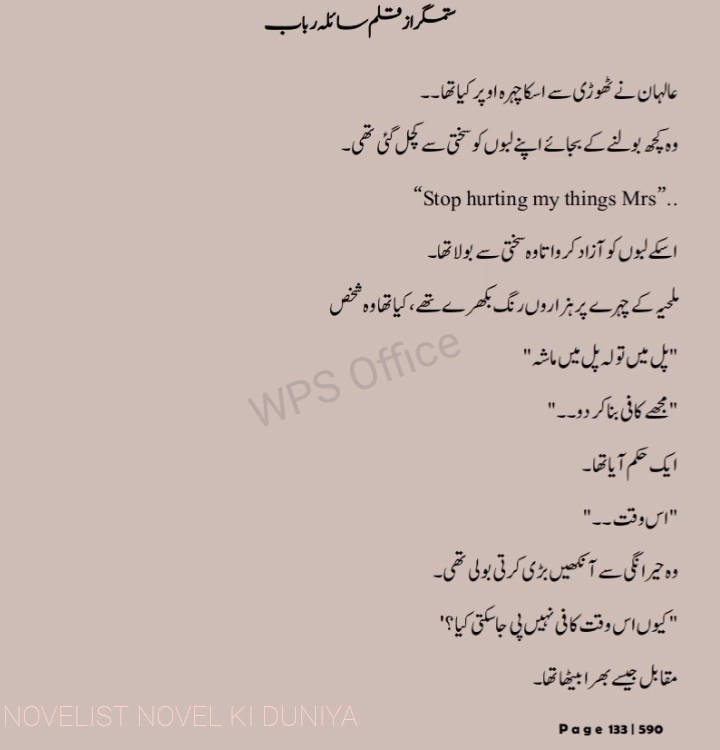 ستمگر از قلم سائلہ رباب
عالہان نے ٹھوڑی سے اسکا چہرہ اوپر کیا تھا۔۔
وہ کچھ بولنے کے بجائے اپنے لبوں کو سختی سے کچل گئی تھی۔
“Stop hurting my things Mrs”..
اسکے لبوں کو آزاد کرواتا وہ سختی سے بولا تھا۔
ملحیہ کے چہرے پر ہزاروں رنگ بکھرے تھے، کیا تھا وہ شخص
"پل میں تولہ پل میں ماشہ"
WPS Office
"مجھے کافی بنا کر دو۔۔"
ایک حکم آیا تھا۔
"اس وقت۔۔"
وہ حیرانگی سے آنکھیں بڑی کرتی بولی تھی۔
"کیوں اس وقت کافی نہیں پی جا سکتی کیا؟'
مقابل جیسے بھرا بیٹھا تھا۔
NOVELIST NOVEL KI DUNIYA
Page 133 | 590